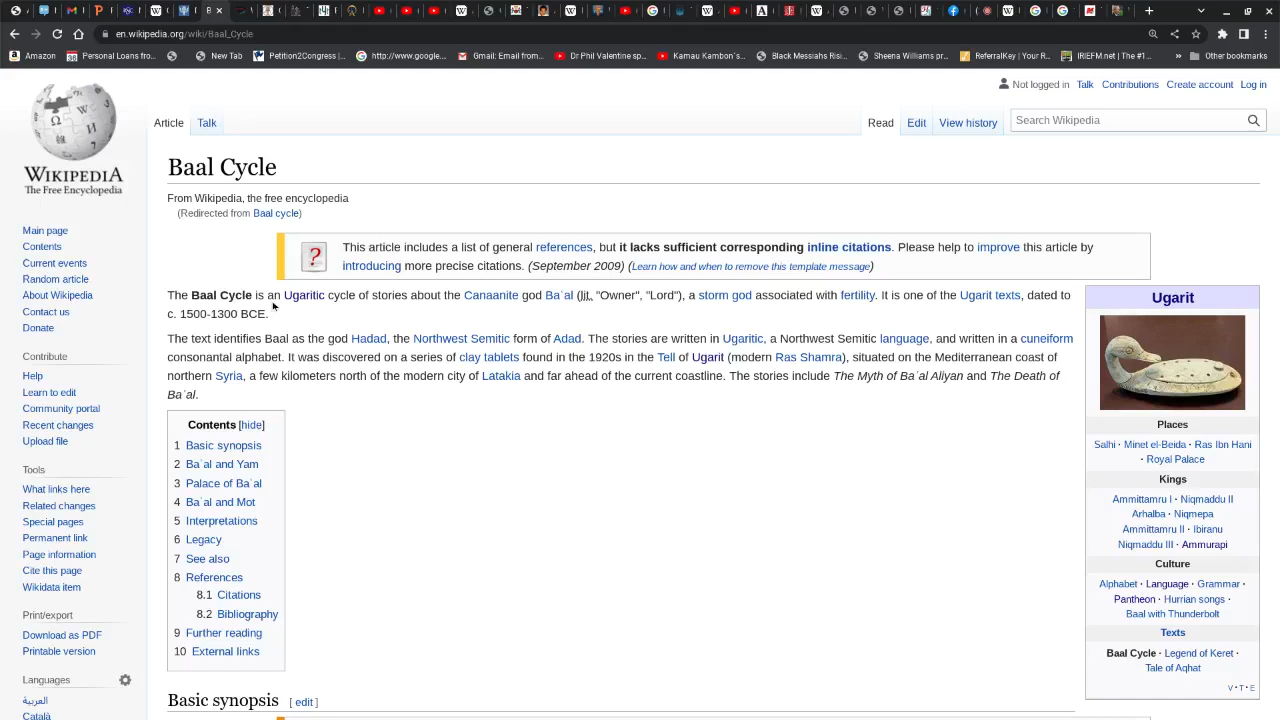 en.wikipedia.org/wiki/Baal_Cycle
Amazon
Personal Loans fro...
New Tab
Petition2Congress |...
http://www.google....
Gmail: Email from...
Dr Phil Valentine sp...
Kamau Kambon's...
Black Messiahs Risi...
Sheena Williams pr...
ReferralKey | Your R...
IRIEFM.net | The #1...
»
Other bookmarks
Not logged in Talk Contributions Create account Log in
Article Talk
Read Edit View history
Search Wikipedia
WIKIPEDIA
The Free Encyclopedia
Main page
Contents
Current events
Random article
About Wikipedia
Contact us
Donate
Contribute
Help
Learn to edit
Community portal
Recent changes
Upload file
Tools
What links here
Related changes
Special pages
Permanent link
Page information
Cite this page
Wikidata item
Print/export
Download as PDF
Printable version
Languages
العربية
Català
Baal Cycle
From Wikipedia, the free encyclopedia
(Redirected from Baal cycle)
This article includes a list of general references, but it lacks sufficient corresponding inline citations. Please help to improve this article by
introducing more precise citations. (September 2009) (Learn how and when to remove this template message)
The Baal Cycle is an Ugaritic cycle of stories about the Canaanite god Baʿal (lit. "Owner", "Lord"), a storm god associated with fertility. It is one of the Ugarit texts, dated to
c. 1500-1300 BCE.
The text identifies Baal as the god Hadad, the Northwest Semitic form of Adad. The stories are written in Ugaritic, a Northwest Semitic language, and written in a cuneiform
consonantal alphabet. It was discovered on a series of clay tablets found in the 1920s in the Tell of Ugarit (modern Ras Shamra), situated on the Mediterranean coast of
northern Syria, a few kilometers north of the modern city of Latakia and far ahead of the current coastline. The stories include The Myth of Baʿal Aliyan and The Death of
Baʿal.
Contents [hide]
1 Basic synopsis
2 Baʿal and Yam
3 Palace of Baʿal
4 Baʿal and Mot
5 Interpretations
6 Legacy
7 See also
8 References
8.1 Citations
8.2 Bibliography
9 Further reading
10 External links
Basic synopsis [ edit ]
Ugarit
Places
Salhi · Minet el-Beida · Ras Ibn Hani
· Royal Palace
Kings
Ammittamru I · Niqmaddu II
Arhalba · Niqmepa
Ammittamru II · Ibiranu
Niqmaddu III · Ammurapi
Culture
Alphabet · Language · Grammar ·
Pantheon · Hurrian songs ·
Baal with Thunderbolt
Texts
Baal Cycle · Legend of Keret ·
Tale of Aqhat
V · T · E